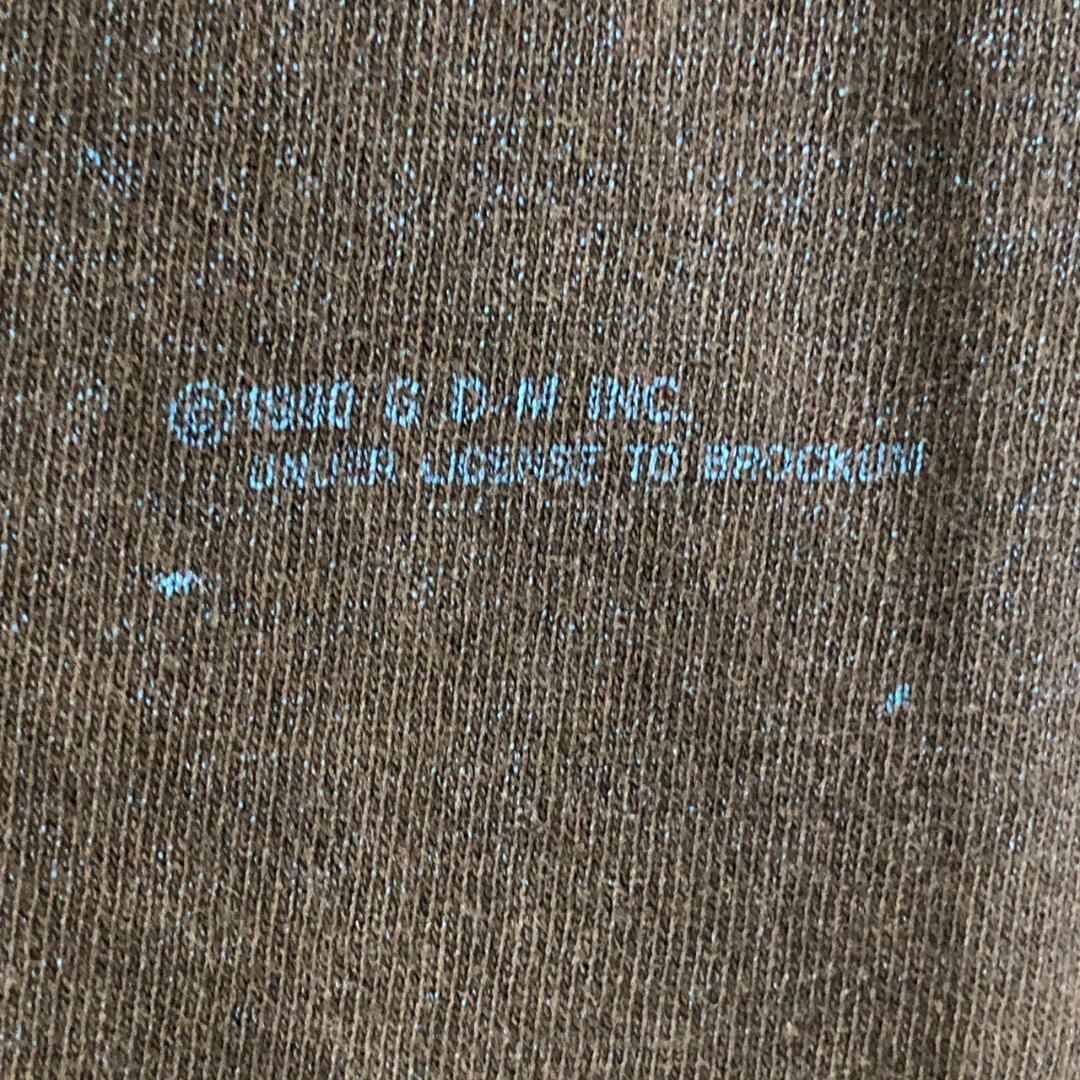 ©1990 G.D.M INC.
UNDER LICENSE TO BROCKUM